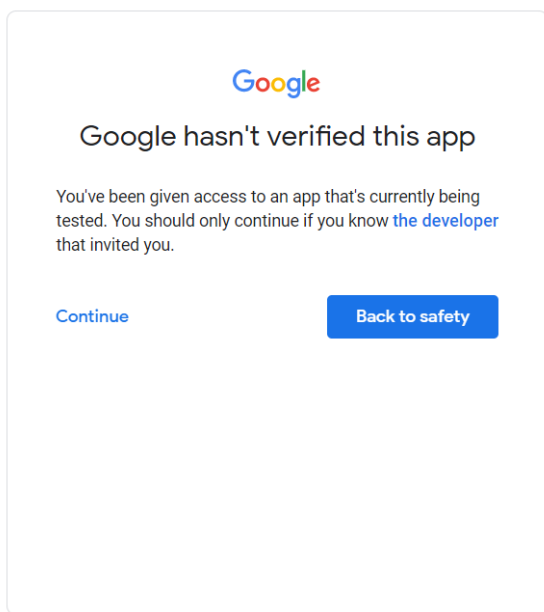 Google
Google hasn't verified this app
You've been given access to an app that's currently being
tested. You should only continue if you know the developer
that invited you.
Continue
Back to safety